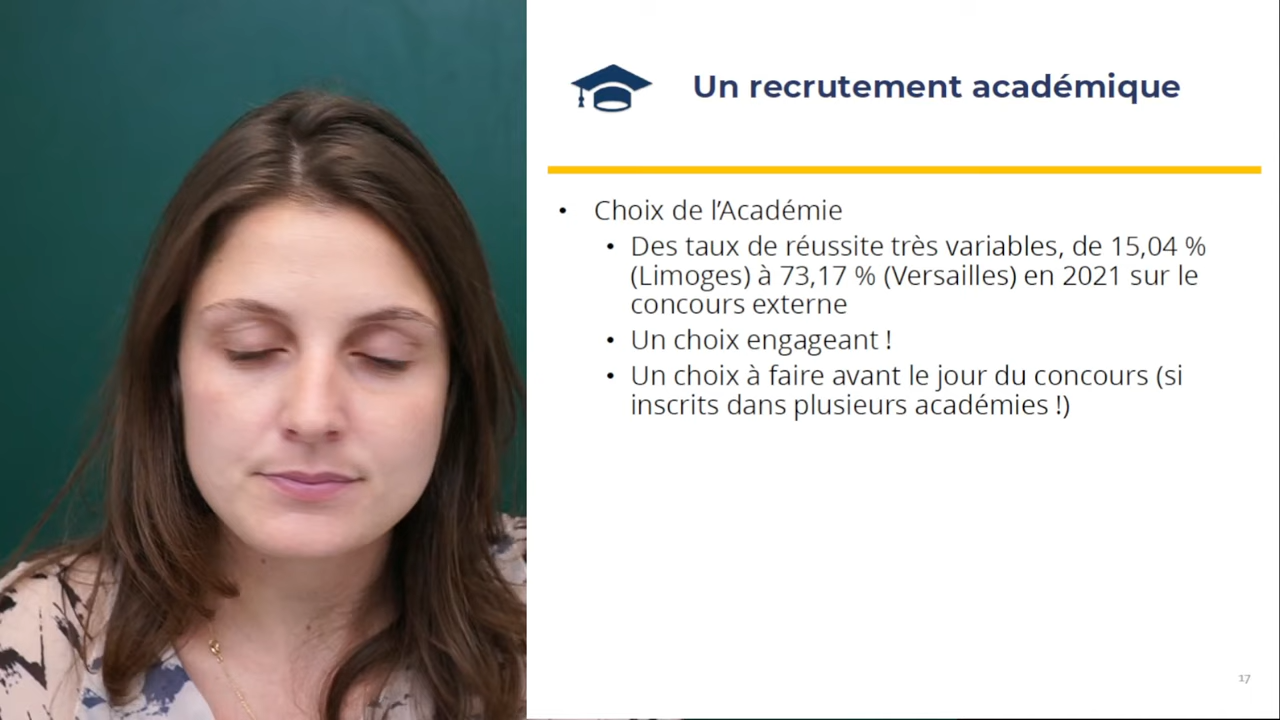 Un recrutement académique
• Choix de l’Académie
• Des taux de réussite très variables, de 15,04 %
(Limoges) à 73,17 % (Versailles) en 2021 sur le
concours externe
• Un choix engageant !
• Un choix à faire avant le jour du concours (si
inscrits dans plusieurs académies !)
17